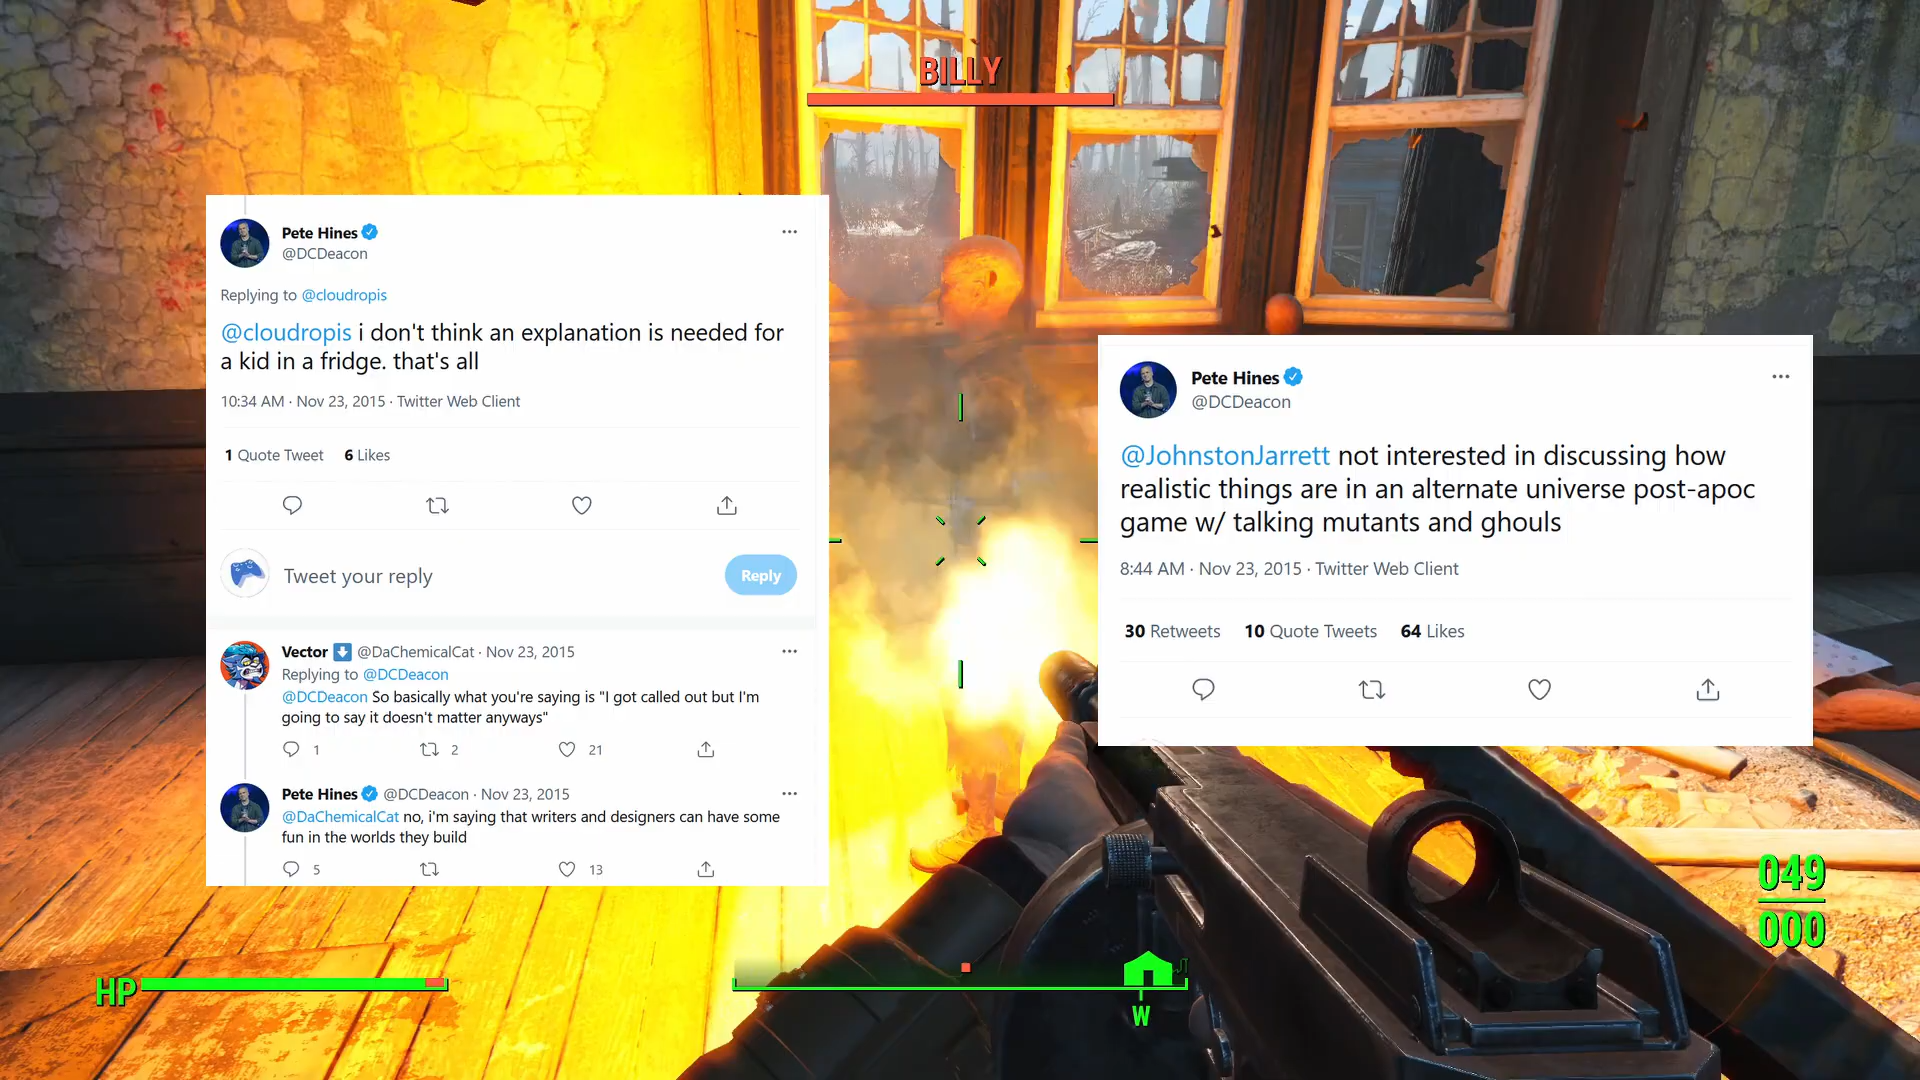 BILLY
Pete Hines
@DCDeacon
Replying to @cloudropis
@cloudropis i don't think an explanation is needed for
a kid in a fridge. that's all
10:34 AM · Nov 23, 2015 · Twitter Web Client
1 Quote Tweet 6 Likes
Tweet your reply
Reply
Vector @DaChemicalCat · Nov 23, 2015
Replying to @DCDeacon
@DCDeacon So basically what you're saying is "I got called out but I'm
going to say it doesn't matter anyways"
1 2 21
Pete Hines @DCDeacon · Nov 23, 2015
@DaChemicalCat no, i'm saying that writers and designers can have some
fun in the worlds they build
5 13
Pete Hines
@DCDeacon
@JohnstonJarrett not interested in discussing how
realistic things are in an alternate universe post-apoc
game w/ talking mutants and ghouls
8:44 AM · Nov 23, 2015 · Twitter Web Client
30 Retweets 10 Quote Tweets 64 Likes
049
000
HP
W